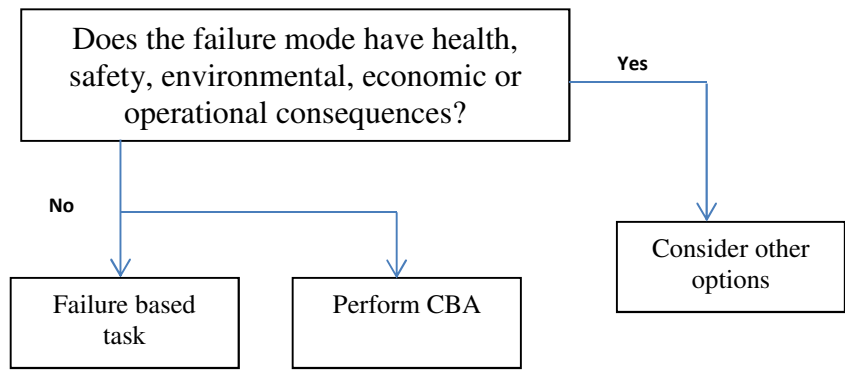 Does the failure mode have health,
safety, environmental, economic or
operational consequences?
Yes
No
Consider other
options
Failure based
task
Perform CBA